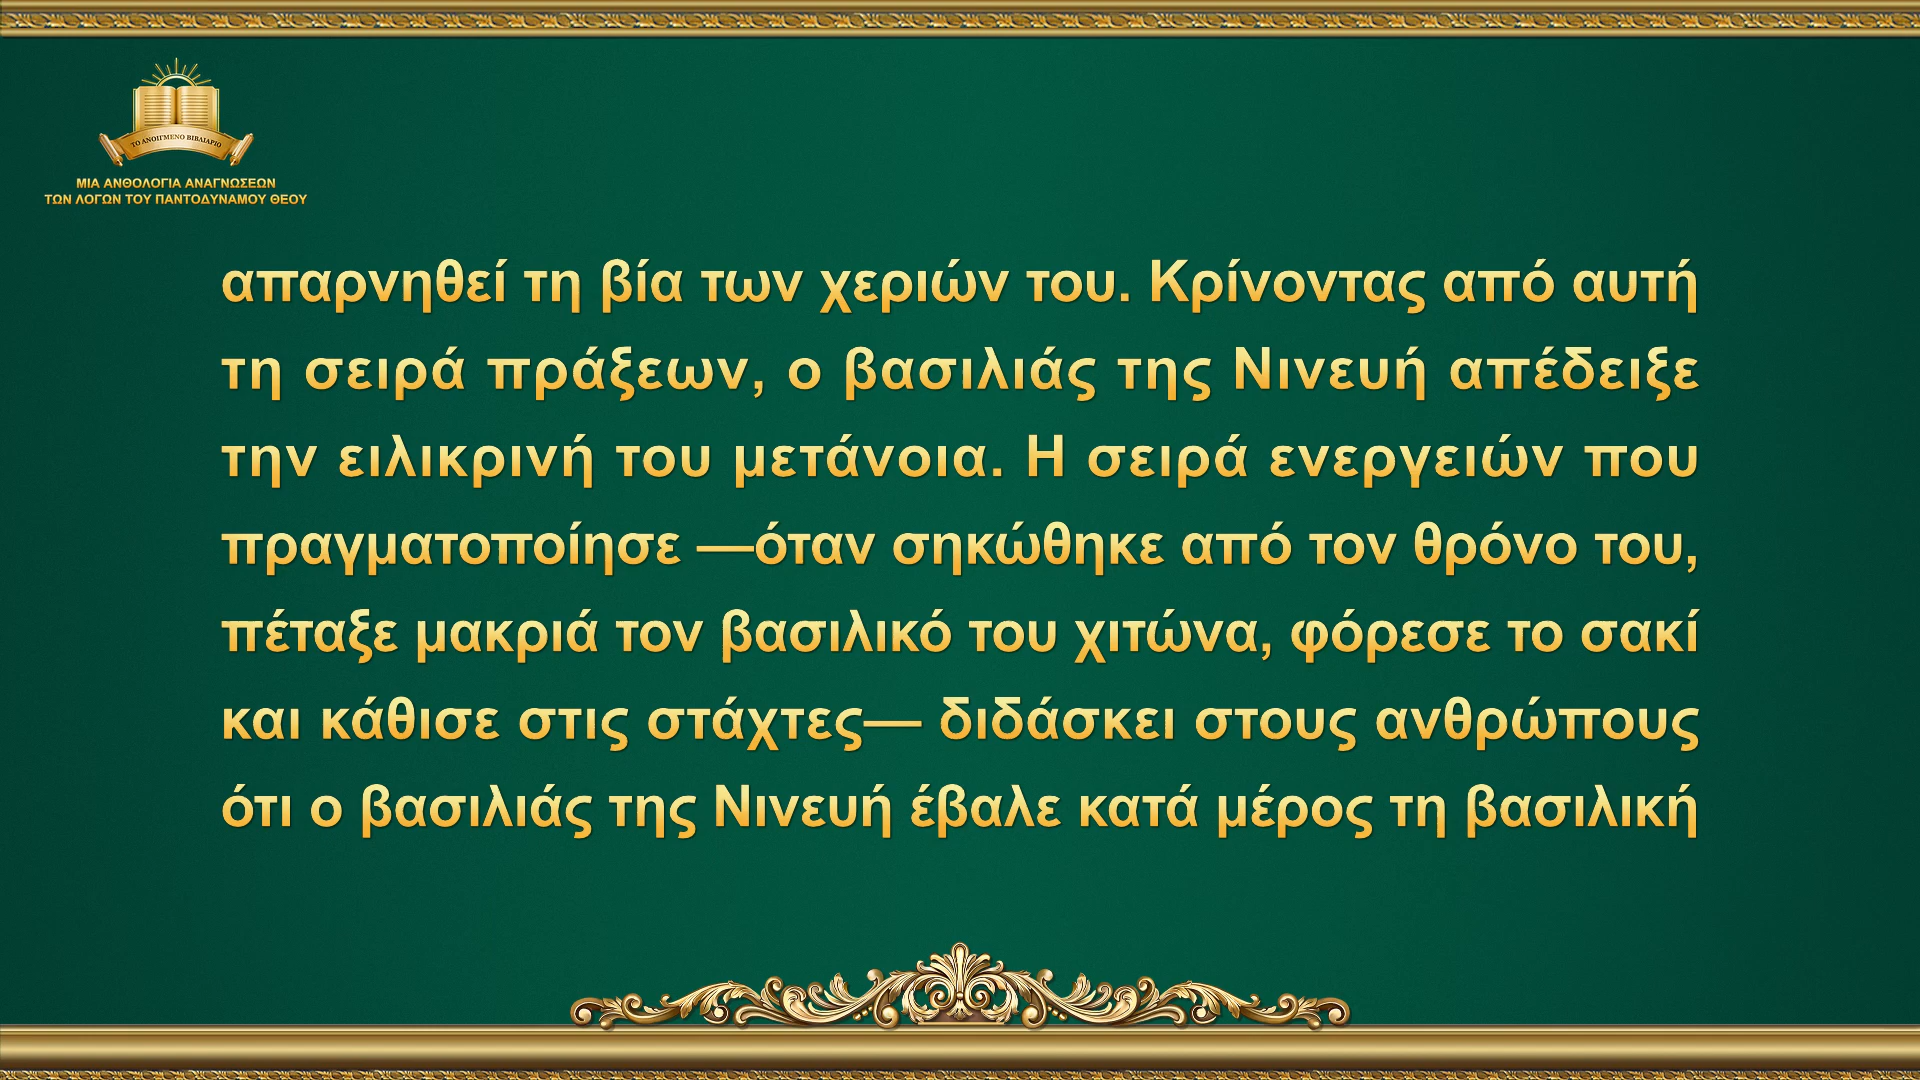 ΤΟ ΑΝΟΙΓΜΕΝΟ ΒΙΒΛΙΑΡΙΟ
ΜΙΑ ΑΝΘΟΛΟΓΙΑ ΑΝΑΓΝΩΣΕΩΝ
ΤΩΝ ΛΟΓΩΝ ΤΟΥ ΠΑΝΤΟΔΥΝΑΜΟΥ ΘΕΟΥ
απαρνηθεί τη βία των χεριών του. Κρίνοντας από αυτή
τη σειρά πράξεων, ο βασιλιάς της Νινευή απέδειξε
την ειλικρινή του μετάνοια. Η σειρά ενεργειών που
πραγματοποίησε —όταν σηκώθηκε από τον θρόνο του,
πέταξε μακριά τον βασιλικό του χιτώνα, φόρεσε το σακί
και κάθισε στις στάχτες— διδάσκει στους ανθρώπους
ότι ο βασιλιάς της Νινευή έβαλε κατά μέρος τη βασιλική